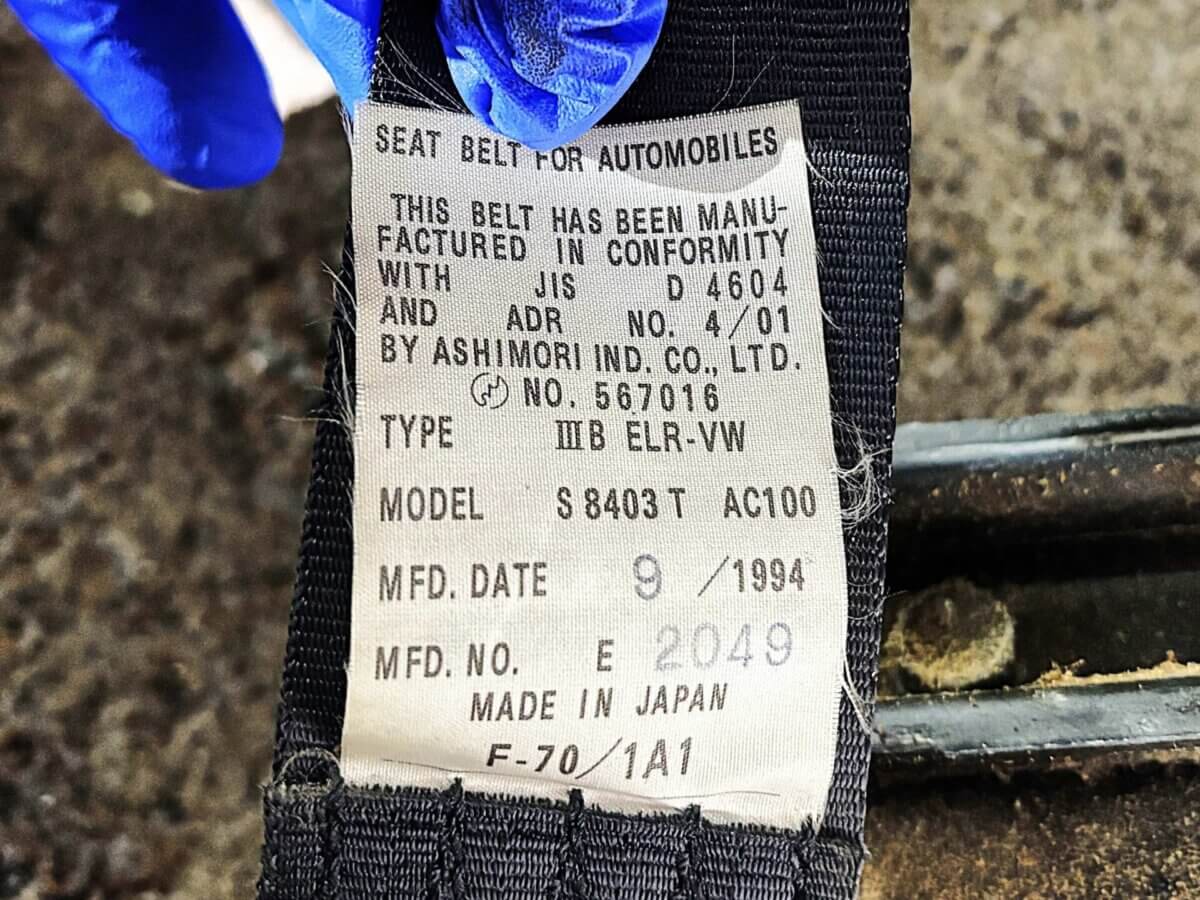 SEAT BELT FOR AUTOMOBILES
THIS BELT HAS BEEN MANU-
FACTURED IN CONFORMITY
WITH JIS D 4604
AND ADR NO. 4/01
BY ASHIMORI IND. CO., LTD.
NO. 567016
TYPE ⅢB ELR-VW
MODEL S 8403 T AC100
MFD. DATE 9 /1994
MFD. NO. E 2049
MADE IN JAPAN
F-70/1A1